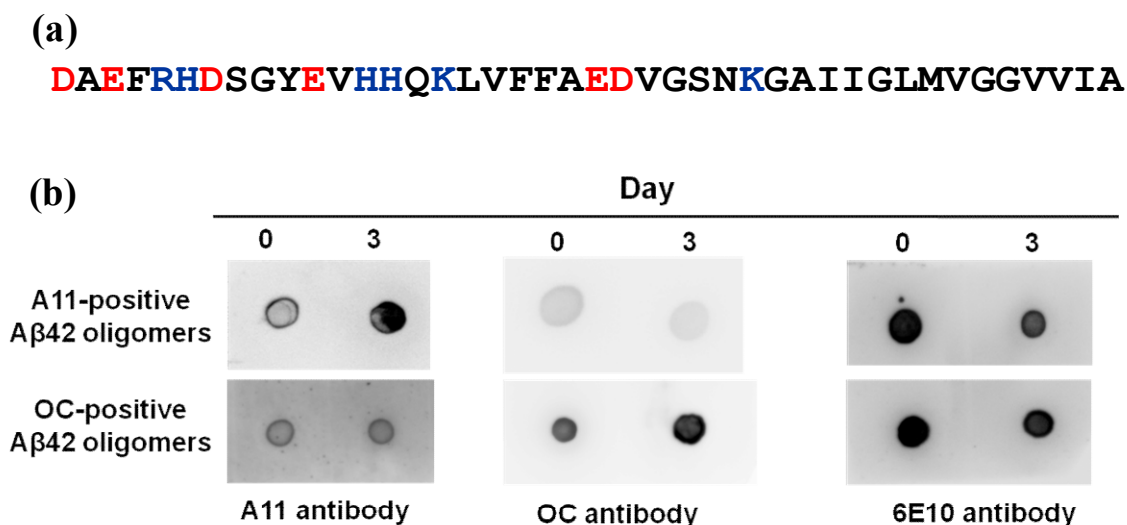 (a)
DAEFRHDSGYEVHHQKLVFFAEDVGSNKGAIIGLMVGGVVIA
(b)
Day
0 3 0 3 0 3
A11-positive
Aβ42 oligomers
OC-positive
Aβ42 oligomers
A11 antibody OC antibody 6E10 antibody